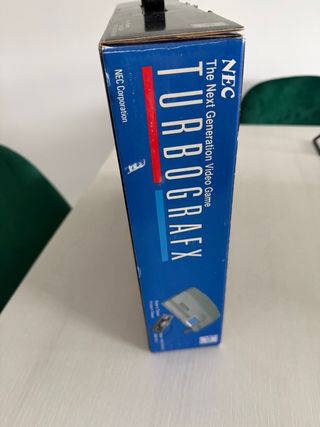 NEC
The Next Generation Video Game
TURBOGRAFX
NEC Corporation